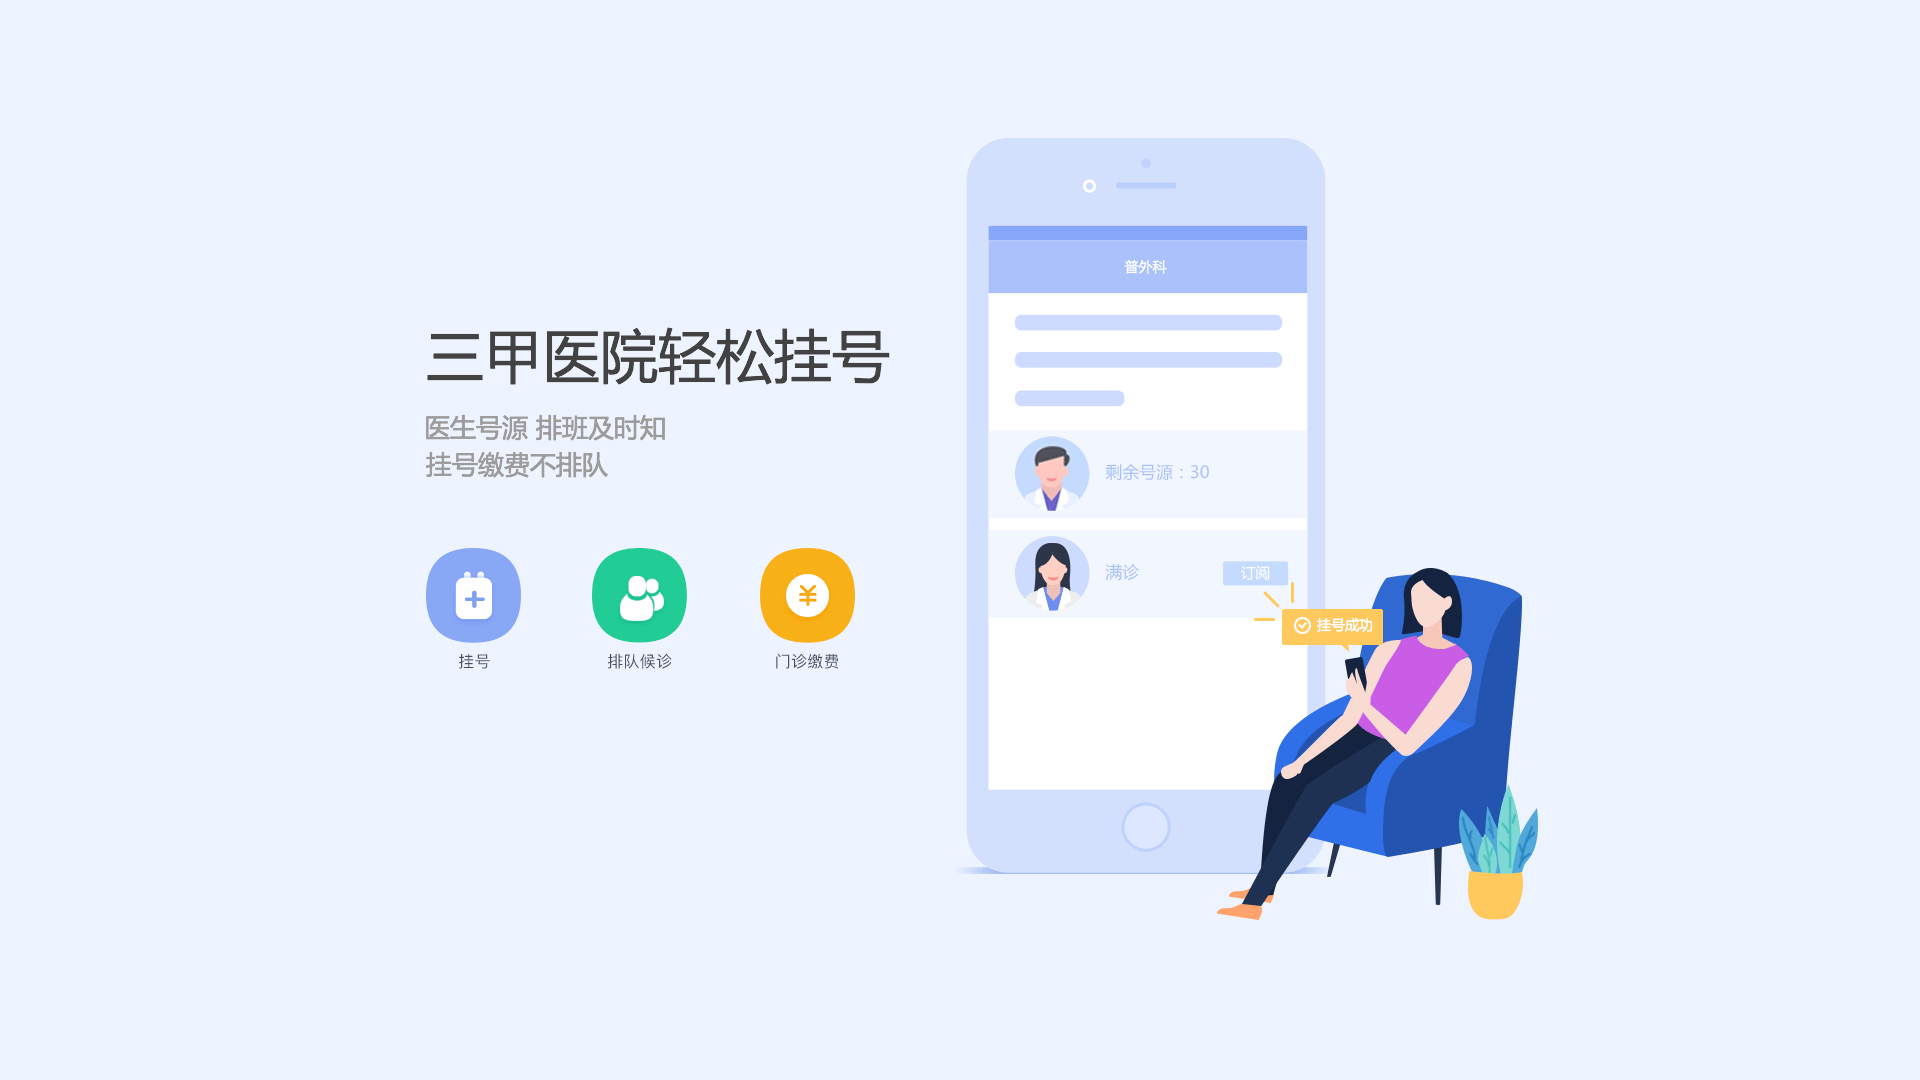 三甲医院轻松挂号
医生号源 排班及时知
挂号缴费不排队
挂号
排队候诊
门诊缴费
普外科
剩余号源：30
满诊
订阅
挂号成功